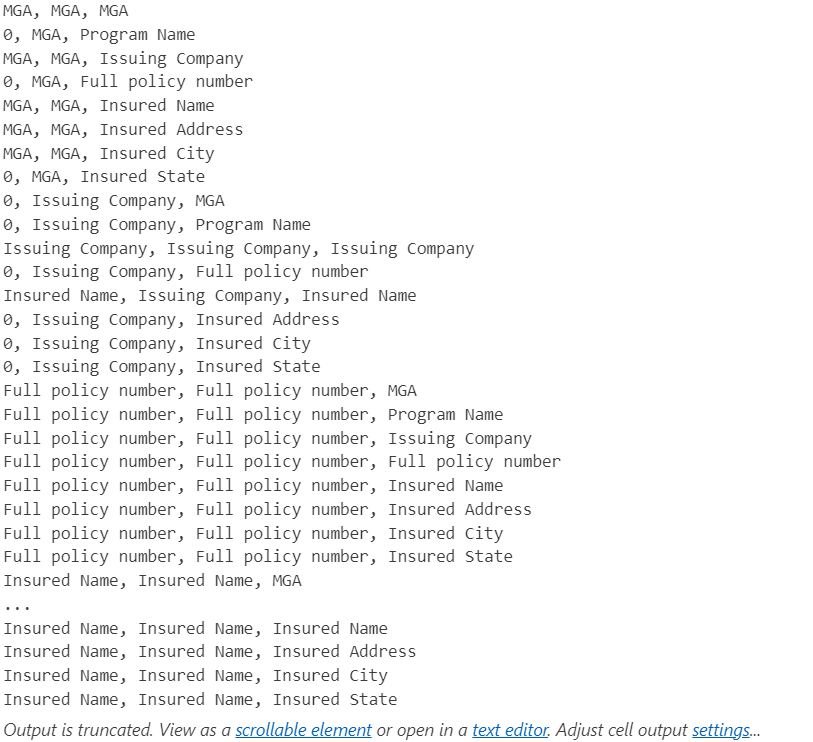 MGA, MGA, MGA
0, MGA, Program Name
MGA, MGA, Issuing Company
0, MGA, Full policy number
MGA, MGA, Insured Name
MGA, MGA, Insured Address
MGA, MGA, Insured City
0, MGA, Insured State
0, Issuing Company, MGA
0, Issuing Company, Program Name
Issuing Company, Issuing Company, Issuing Company
0, Issuing Company, Full policy number
Insured Name, Issuing Company, Insured Name
0, Issuing Company, Insured Address
0, Issuing Company, Insured City
0, Issuing Company, Insured State
Full policy number, Full policy number, MGA
Full policy number, Full policy number, Program Name
Full policy number, Full policy number, Issuing Company
Full policy number, Full policy number, Full policy number
Full policy number, Full policy number, Insured Name
Full policy number, Full policy number, Insured Address
Full policy number, Full policy number, Insured City
Full policy number, Full policy number, Insured State
Insured Name, Insured Name, MGA
...
Insured Name, Insured Name, Insured Name
Insured Name, Insured Name, Insured Address
Insured Name, Insured Name, Insured City
Insured Name, Insured Name, Insured State
Output is truncated. View as a scrollable element or open in a text editor. Adjust cell output settings...